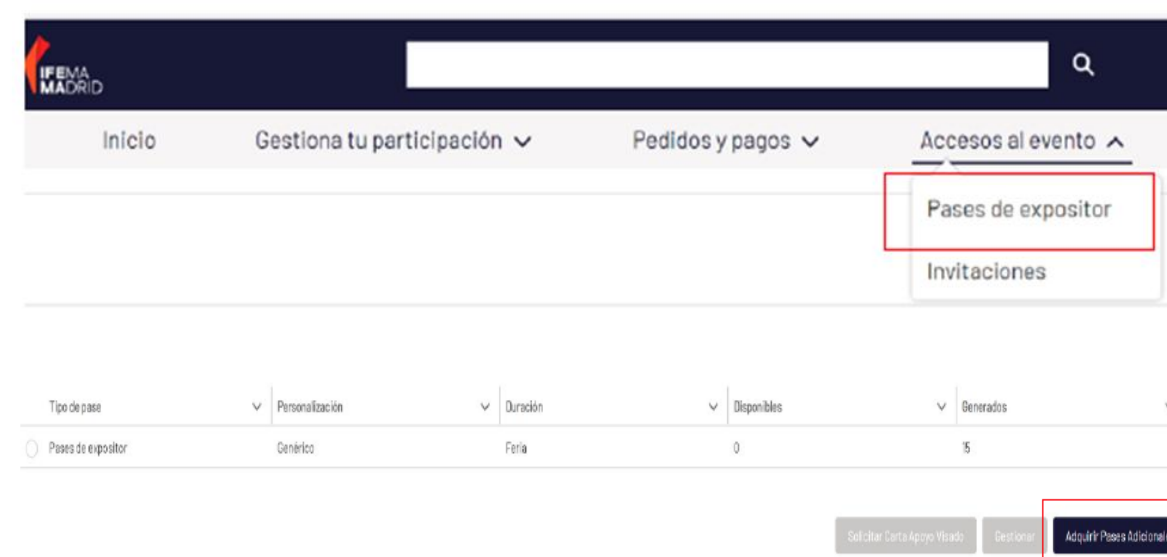 IFEMA
MADRID
Inicio Gestiona tu participación Pedidos y pagos Accesos al evento
Pases de expositor
Invitaciones
Tipo de pase Personalización Duración Disponibles Generados
Pases de expositor Genérico Feria 0 15
Solicitar Carta Apoyo Visado Gestionar Adquirir Pases Adicionale